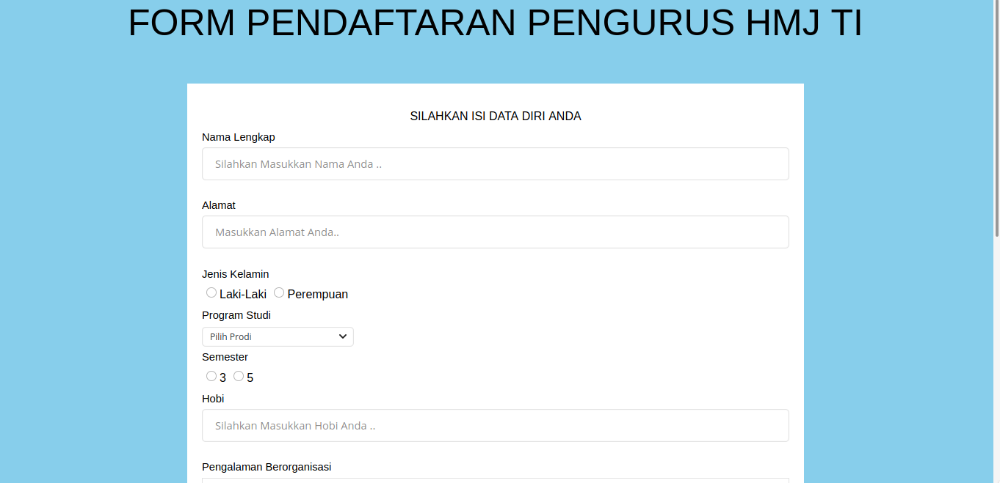 FORM PENDAFTARAN PENGURUS HMJ TI
SILAHKAN ISI DATA DIRI ANDA
Nama Lengkap
Silahkan Masukkan Nama Anda ..
Alamat
Masukkan Alamat Anda..
Jenis Kelamin
Laki-Laki Perempuan
Program Studi
Pilih Prodi
Semester
3 5
Hobi
Silahkan Masukkan Hobi Anda ..
Pengalaman Berorganisasi